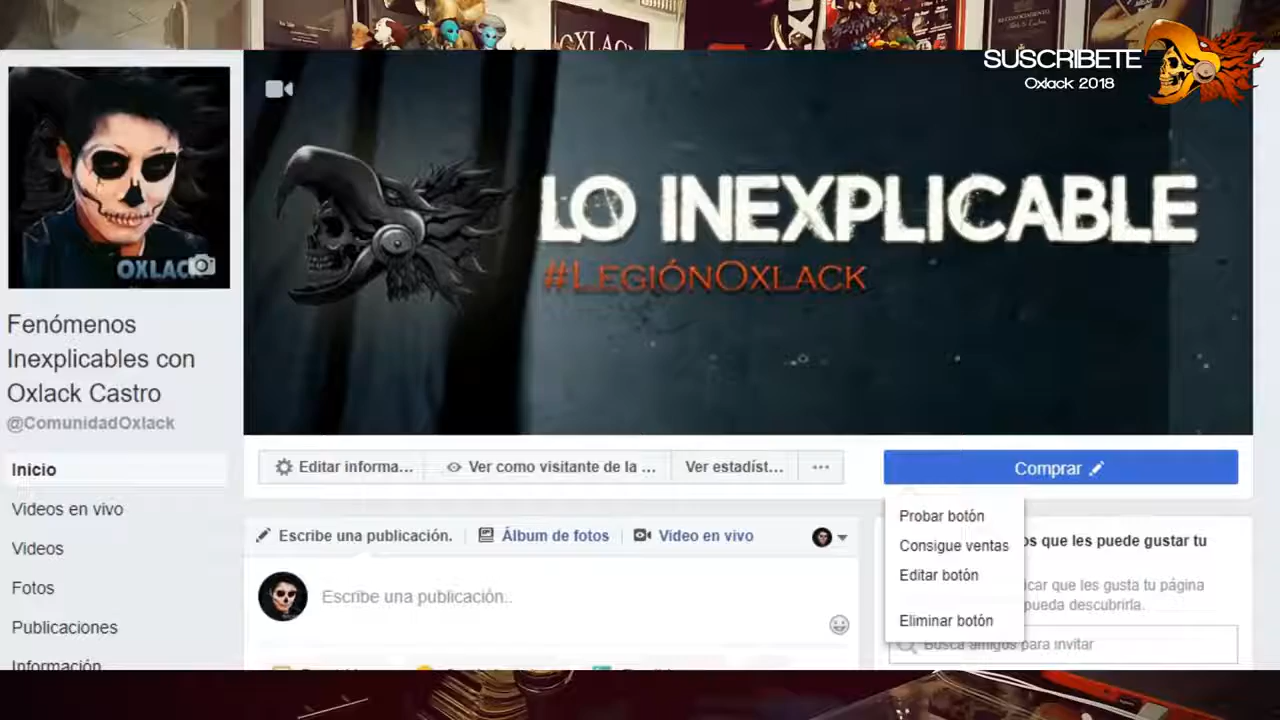 SUSCRIBETE
Oxlack 2018
OXLACK
LO INEXPLICABLE
#LEGIÓNOXLACK
Fenómenos
Inexplicables con
Oxlack Castro
@ComunidadOxlack
Inicio
Videos en vivo
Videos
Fotos
Publicaciones
Información
Editar informa...
Ver como visitante de la ...
Ver estadíst...
Comprar
Probar botón
Consigue ventas
Editar botón
Eliminar botón
Escribe una publicación.
Álbum de fotos
Video en vivo
Escribe una publicación..
os que les puede gustar tu
icar que les gusta tu página
pueda descubrirla.
Busca amigos para invitar